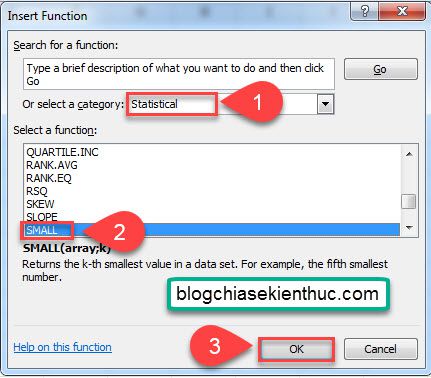 Insert Function
?
Search for a function:
Type a brief description of what you want to do and then click
Go
Go
Or select a category: Statistical
1
Select a function:
QUARTILE.INC
RANK.AVG
RANK.EQ
RSQ
SKEW
SLOPE
SMALL
2
SMALL(array;k)
Returns the k-th smallest value in a data set. For example, the fifth smallest
number.
blogchiasekienthuc.com
3
Help on this function
OK
Cancel